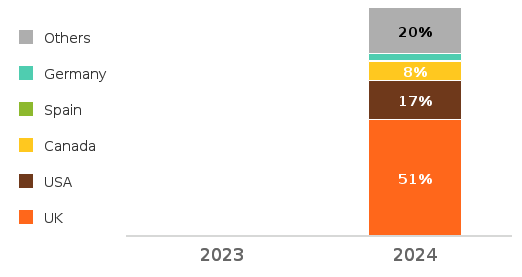 Others
Germany
Spain
Canada
USA
UK
20%
8%
17%
51%
2023
2024